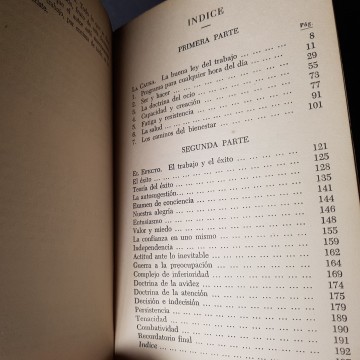 INDICE
Pág.
PRIMERA PARTE
LA CAUSA. La buena ley del trabajo ... ... ... 8
1. Programa para cualquier hora del día ... ... 11
2. Ser y hacer ... ... ... 29
3. La doctrina del ocio ... ... ... 55
4. Capacidad y creación ... ... ... 73
5. Fatiga y resistencia ... ... ... 77
6. La salud ... ... ... 91
7. Los caminos del bienestar ... ... ... 101
SEGUNDA PARTE
EL EFECTO. El trabajo y el éxito ... ... ... 121
El éxito ... ... ... 125
Teoría del éxito ... ... ... 128
La autosugestión ... ... ... 135
Examen de conciencia ... ... ... 141
Nuestra alegría ... ... ... 144
Entusiasmo ... ... ... 146
Valor y miedo ... ... ... 148
La confianza en uno mismo ... ... ... 155
Independencia ... ... ... 159
Actitud ante lo inevitable ... ... ... 162
Guerra a la preocupación ... ... ... 164
Complejo de inferioridad ... ... ... 169
Doctrina de la avidez ... ... ... 174
Doctrina de la atención ... ... ... 175
Decisión e indecisión ... ... ... 179
Persistencia ... ... ... 189
Tenacidad ... ... ... 190
Combatividad ... ... ... 191
Recordatorio final ... ... ... 192
Indice ... ... ...